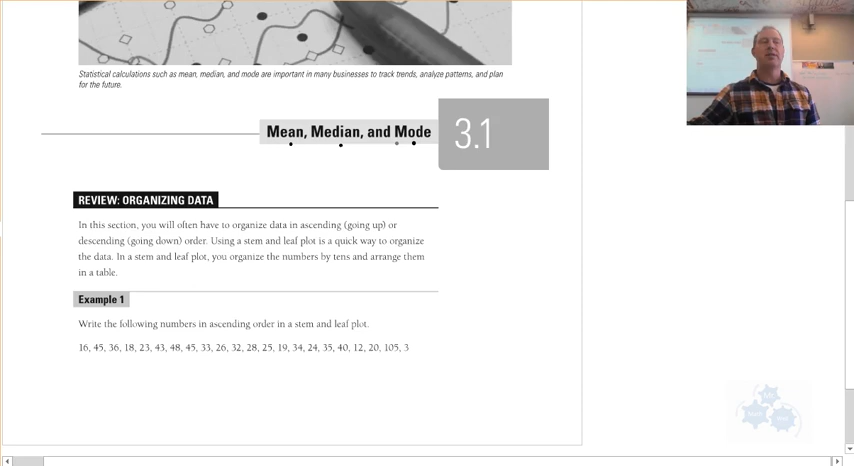 Statistical calculations such as mean, median, and mode are important in many businesses to track trends, analyze patterns, and plan
for the future.
Mean, Median, and Mode
3.1
REVIEW: ORGANIZING DATA
In this section, you will often have to organize data in ascending (going up) or
descending (going down) order. Using a stem and leaf plot is a quick way to organize
the data. In a stem and leaf plot, you organize the numbers by tens and arrange them
in a table.
Example 1
Write the following numbers in ascending order in a stem and leaf plot.
16, 45, 36, 18, 23, 43, 48, 45, 33, 26, 32, 28, 25, 19, 34, 24, 35, 40, 12, 20, 105, 3